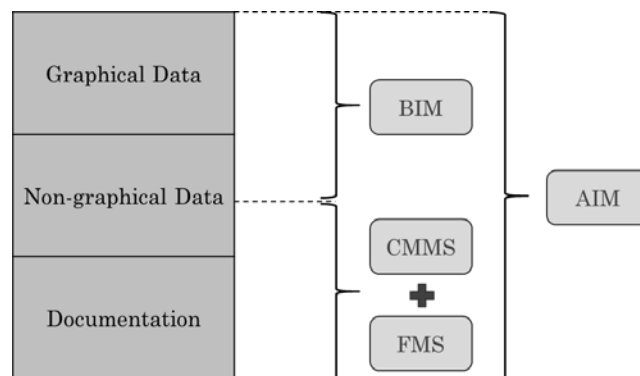 Graphical Data
BIM
Non-graphical Data
AIM
CMMS
Documentation
FMS